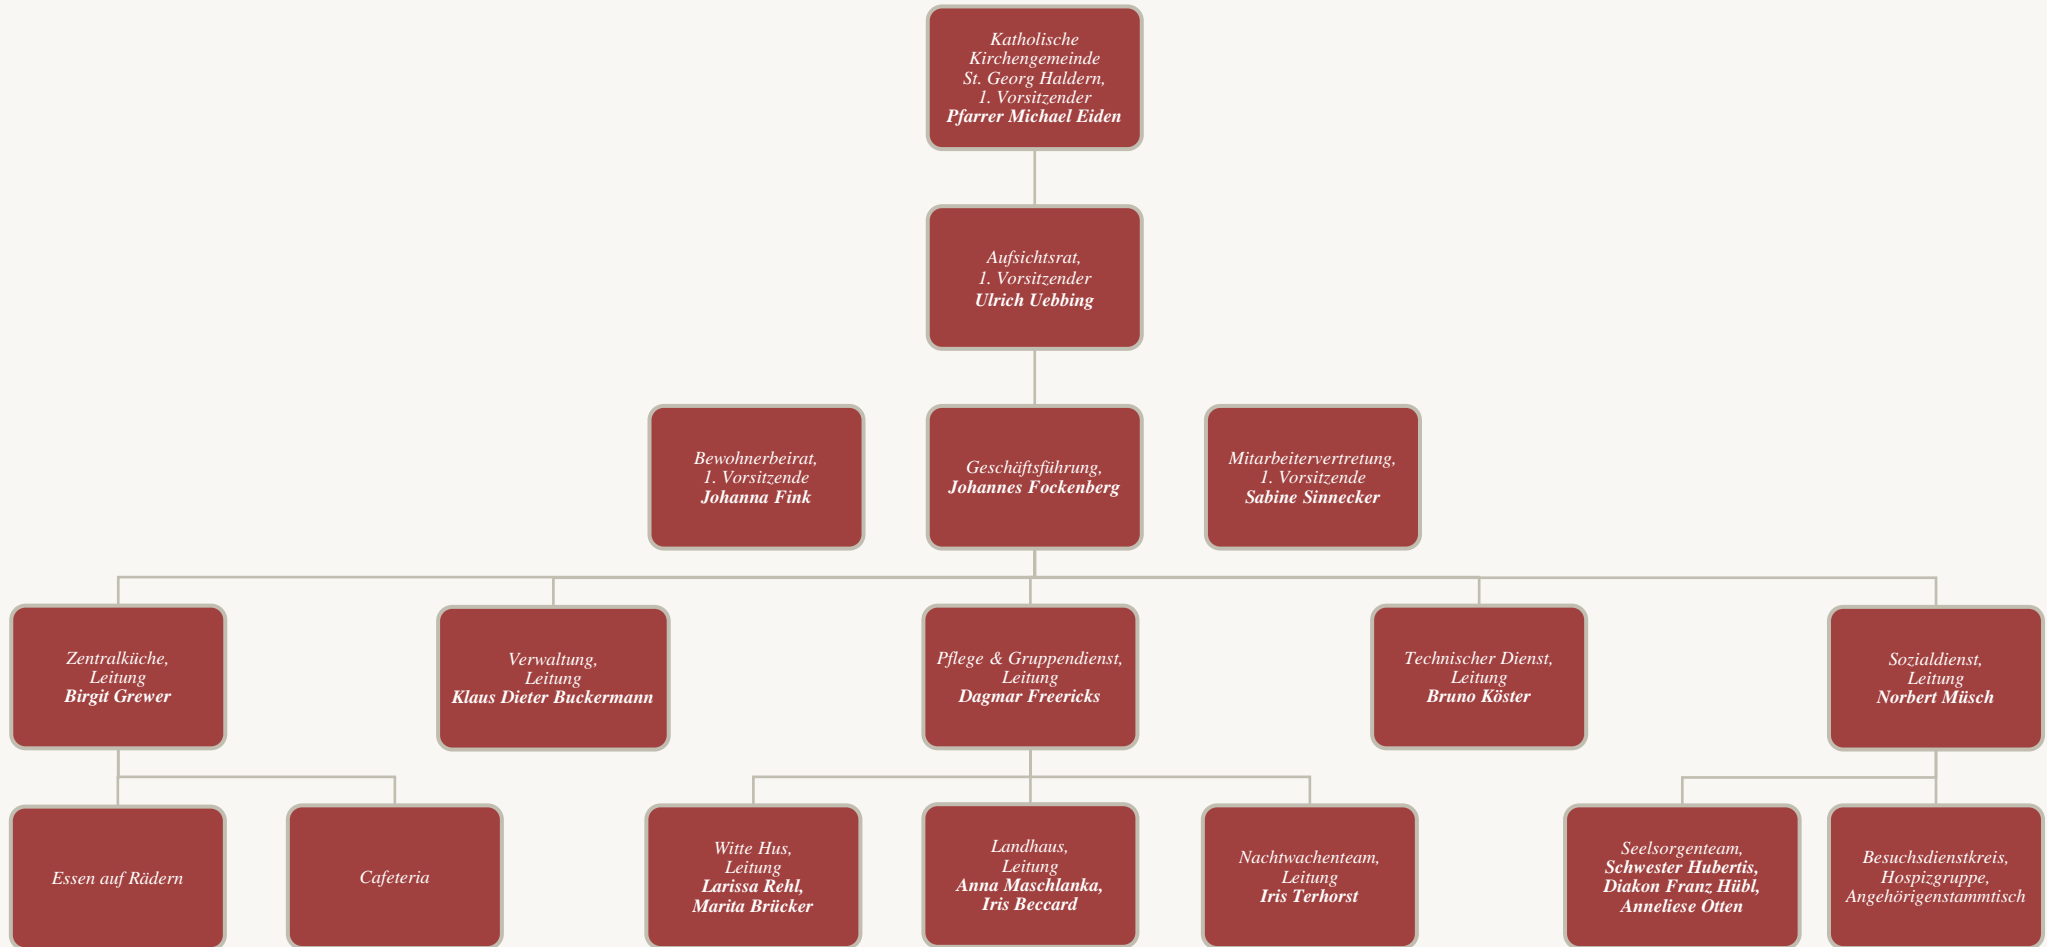 Katholische
Kirchengemeinde
St. Georg Haldern,
1. Vorsitzender
Pfarrer Michael Eiden
Aufsichtsrat,
1. Vorsitzender
Ulrich Uebbing
Bewohnerbeirat,
1. Vorsitzende
Johanna Fink
Geschäftsführung,
Johannes Fockenberg
Mitarbeitervertretung,
1. Vorsitzende
Sabine Sinnecker
Zentralküche,
Leitung
Birgit Grewer
Verwaltung,
Leitung
Klaus Dieter Buckermann
Pflege & Gruppendienst,
Leitung
Dagmar Freericks
Technischer Dienst,
Leitung
Bruno Köster
Sozialdienst,
Leitung
Norbert Müsch
Essen auf Rädern
Cafeteria
Witte Hus,
Leitung
Larissa Rehl,
Marita Brücker
Landhaus,
Leitung
Anna Maschlanka,
Iris Beccard
Nachtwachenteam,
Leitung
Iris Terhorst
Seelsorgenteam,
Schwester Hubertis,
Diakon Franz Hübl,
Anneliese Otten
Besuchsdienstkreis,
Hospizgruppe,
Angehörigenstammtisch